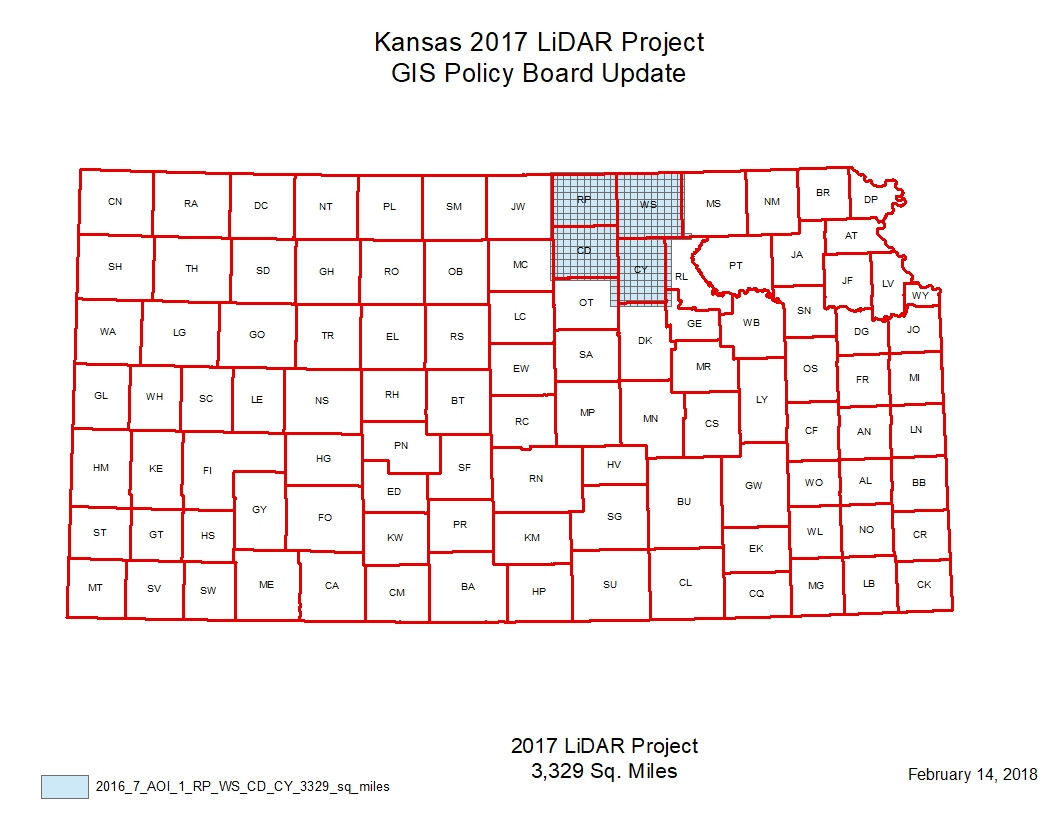 Kansas 2017 LiDAR Project
GIS Policy Board Update
CN RA DC NT PL SM JW RP WS MS NM BR DP
AT
SH TH SD GH RO OB MC CD CY RL PT JA
JF LV WY
WA LG GO TR EL RS LC OT GE WB SN DG JO
SA DK
GL WH SC LE NS RH BT EW MR OS FR MI
RC MP MN CS LY CF AN LN
HM KE FI HG PN SF RN HV
ED GY FO PR SG BU GW WO AL BB
ST GT HS KW KM EK WL NO CR
MT SV SW ME CA CM BA HP SU CL CQ MG LB CK
2017 LiDAR Project
3,329 Sq. Miles
February 14, 2018
2016_7_AOI_1_RP_WS_CD_CY_3329_sq_miles